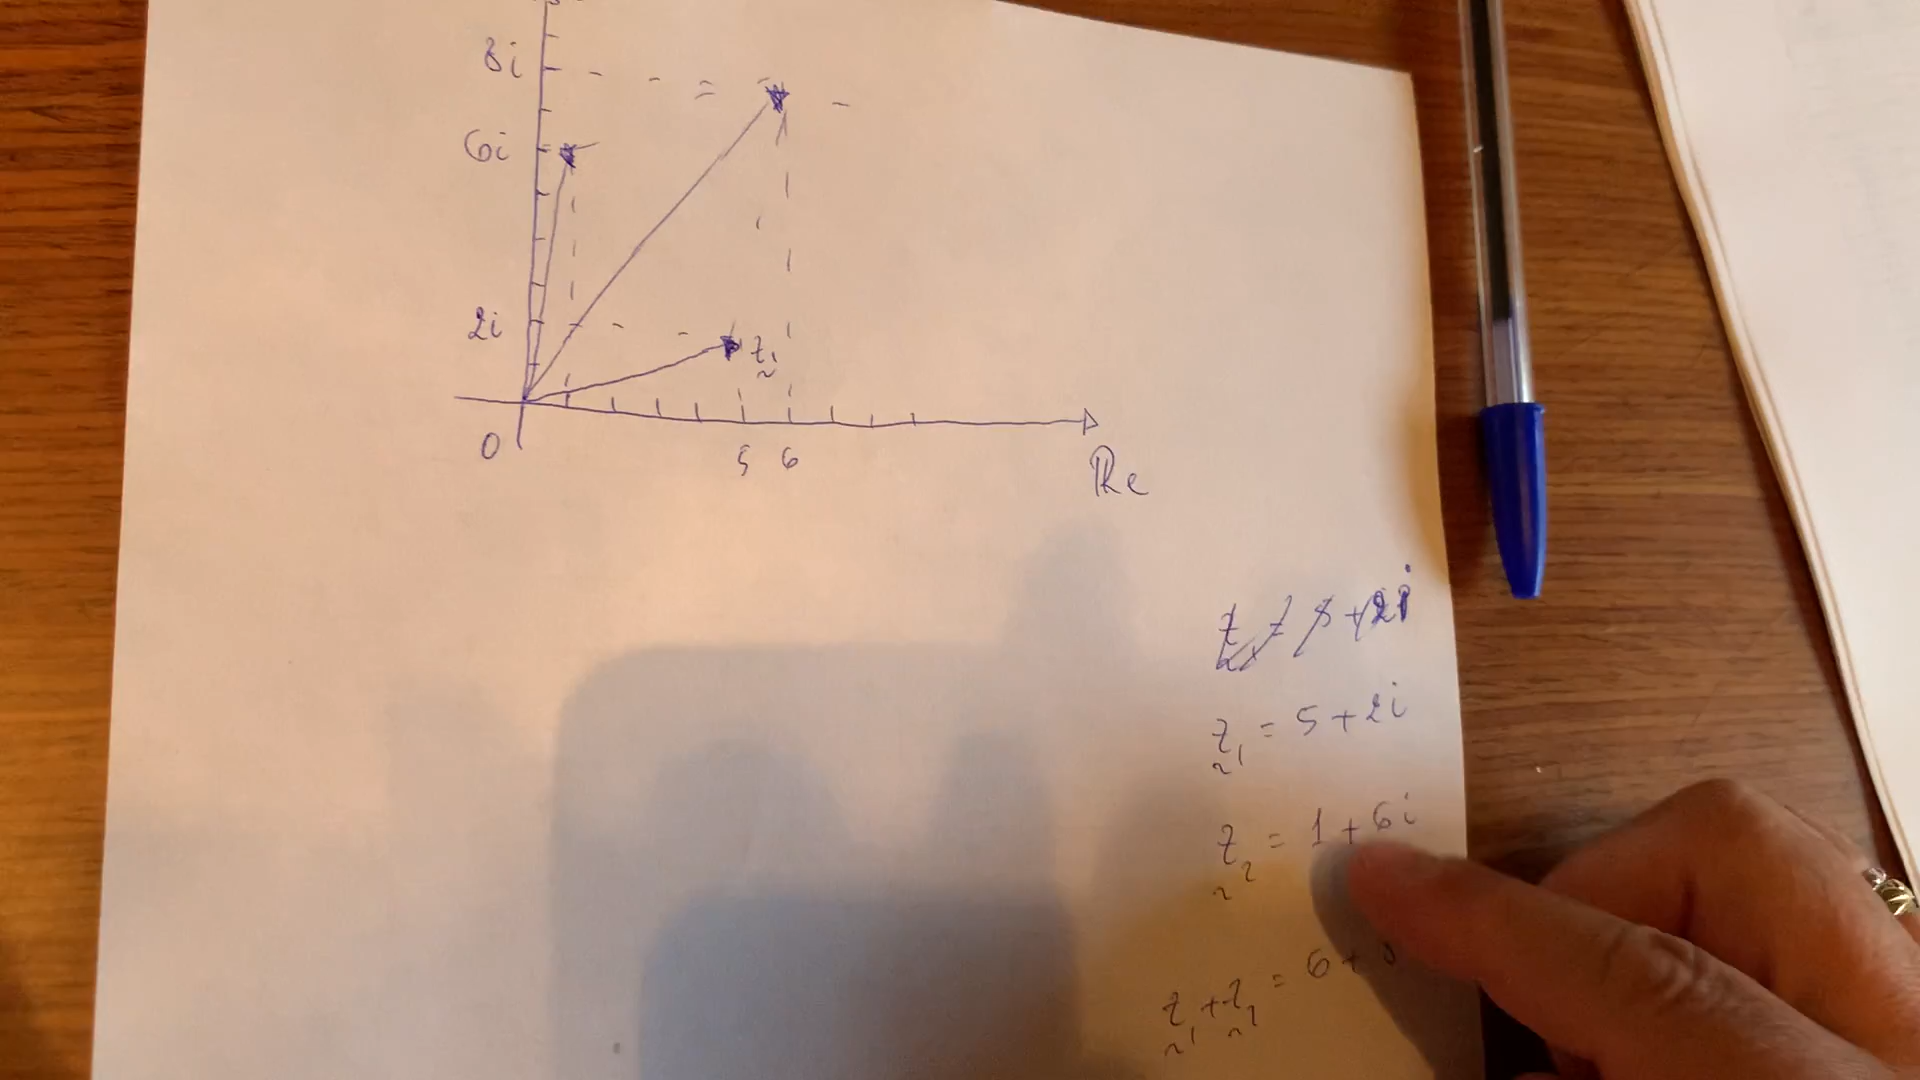 8i
6i
2i
z₁
0
5 6
Re
z₁ = 5 + 2i
z₂ = 1 + 6i
z₁ + z₂ = 6 +